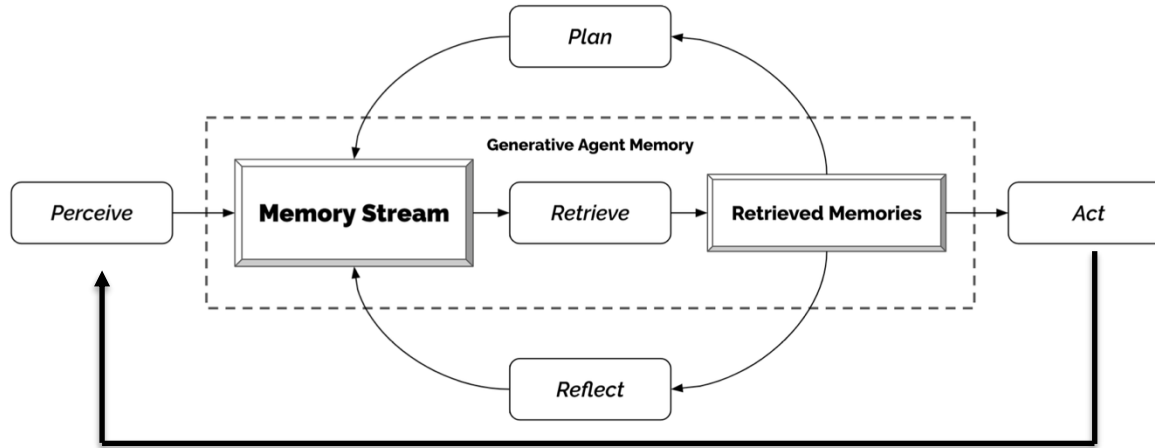 Plan
Generative Agent Memory
Perceive
Memory Stream
Retrieve
Retrieved Memories
Act
Reflect